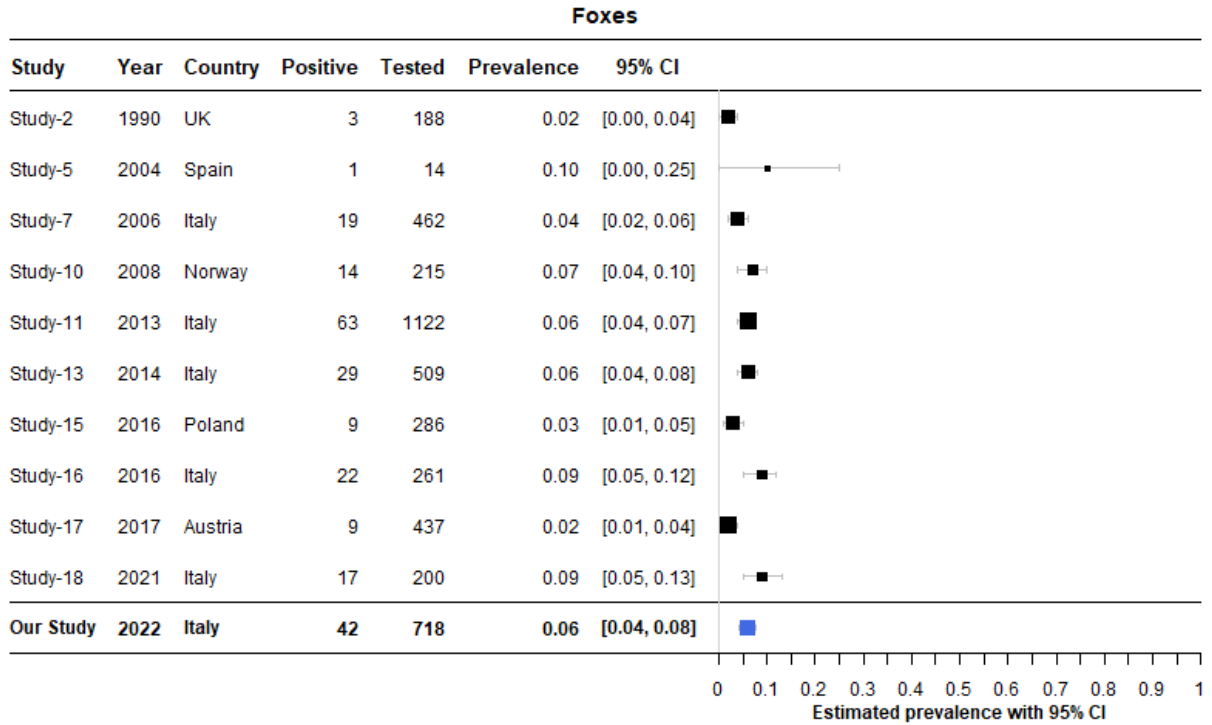 Foxes
Study Year Country Positive Tested Prevalence 95% CI
Study-2 1990 UK 3 188 0.02 [0.00, 0.04]
Study-5 2004 Spain 1 14 0.10 [0.00, 0.25]
Study-7 2006 Italy 19 462 0.04 [0.02, 0.06]
Study-10 2008 Norway 14 215 0.07 [0.04, 0.10]
Study-11 2013 Italy 63 1122 0.06 [0.04, 0.07]
Study-13 2014 Italy 29 509 0.06 [0.04, 0.08]
Study-15 2016 Poland 9 286 0.03 [0.01, 0.05]
Study-16 2016 Italy 22 261 0.09 [0.05, 0.12]
Study-17 2017 Austria 9 437 0.02 [0.01, 0.04]
Study-18 2021 Italy 17 200 0.09 [0.05, 0.13]
Our Study 2022 Italy 42 718 0.06 [0.04, 0.08]
0 0.1 0.2 0.3 0.4 0.5 0.6 0.7 0.8 0.9 1
Estimated prevalence with 95% CI